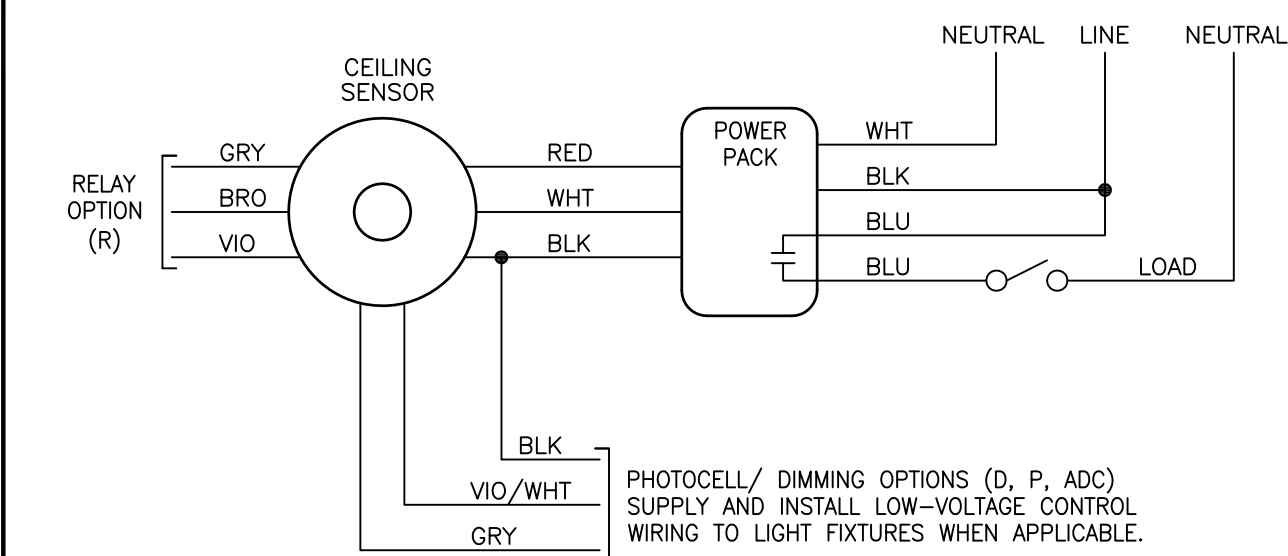 NEUTRAL LINE NEUTRAL
CEILING
SENSOR
POWER
PACK
RELAY
OPTION
(R)
GRY
BRO
VIO
RED
WHT
BLK
WHT
BLK
BLU
BLU
LOAD
BLK
VIO/WHT
GRY
PHOTOCELL/ DIMMING OPTIONS (D, P, ADC)
SUPPLY AND INSTALL LOW-VOLTAGE CONTROL
WIRING TO LIGHT FIXTURES WHEN APPLICABLE.